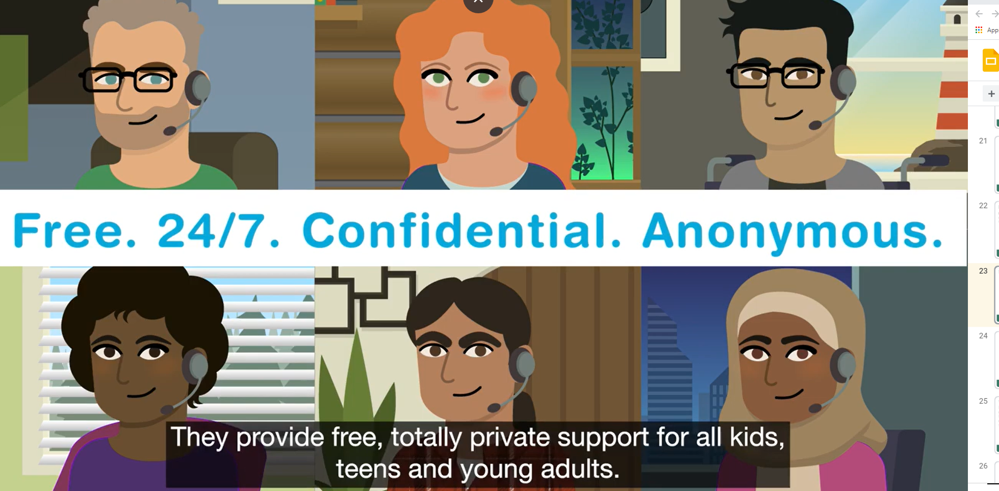 Apps
Free. 24/7. Confidential. Anonymous.
They provide free, totally private support for all kids,
teens and young adults.
21
22
23
24
25
26